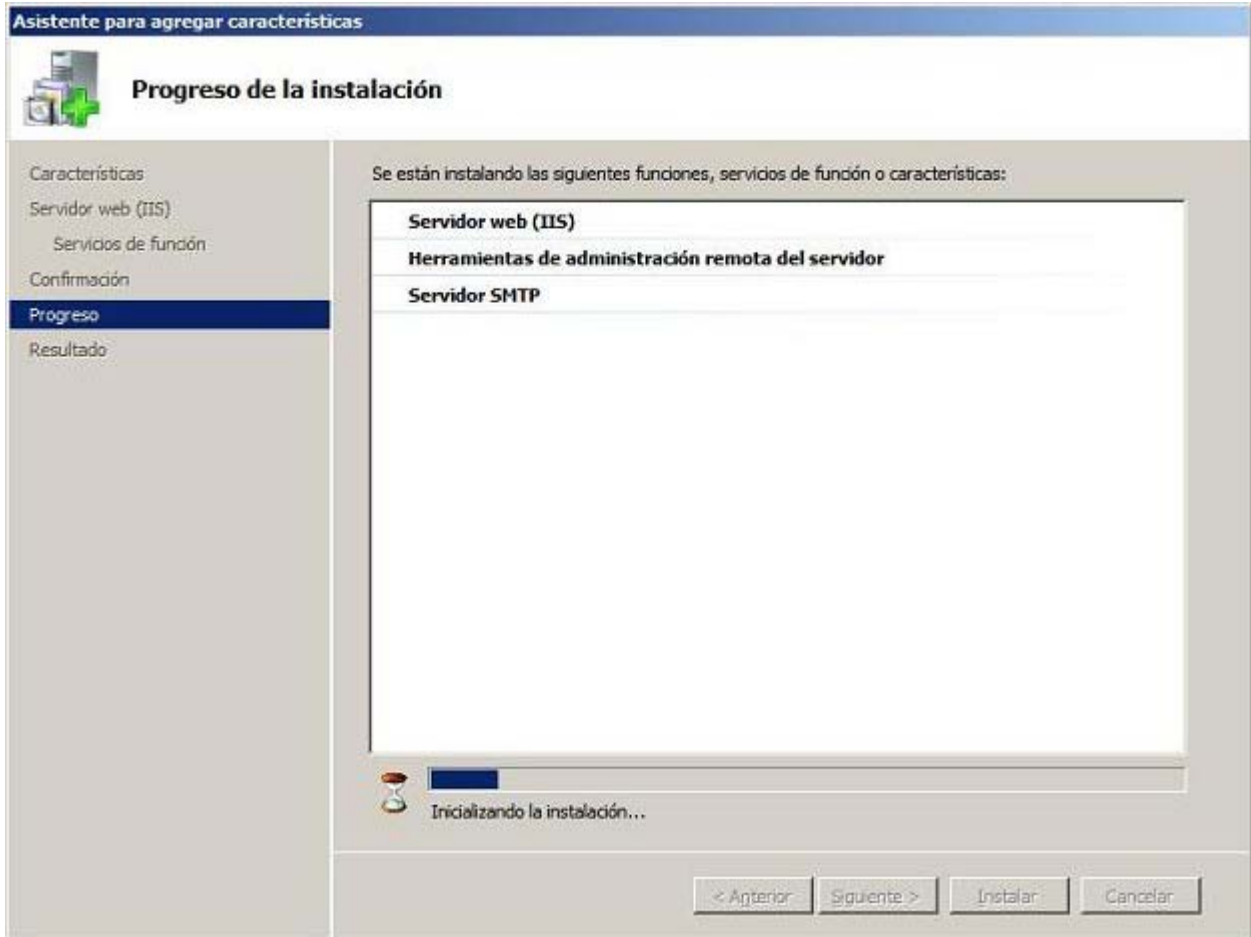 Asistente para agregar características
Progreso de la instalación
Características
Servidor web (IIS)
Servicios de función
Confirmación
Progreso
Resultado
Se están instalando las siguientes funciones, servicios de función o características:
Servidor web (IIS)
Herramientas de administración remota del servidor
Servidor SMTP
Inicializando la instalación...
< Anterior
Siguiente >
Instalar
Cancelar